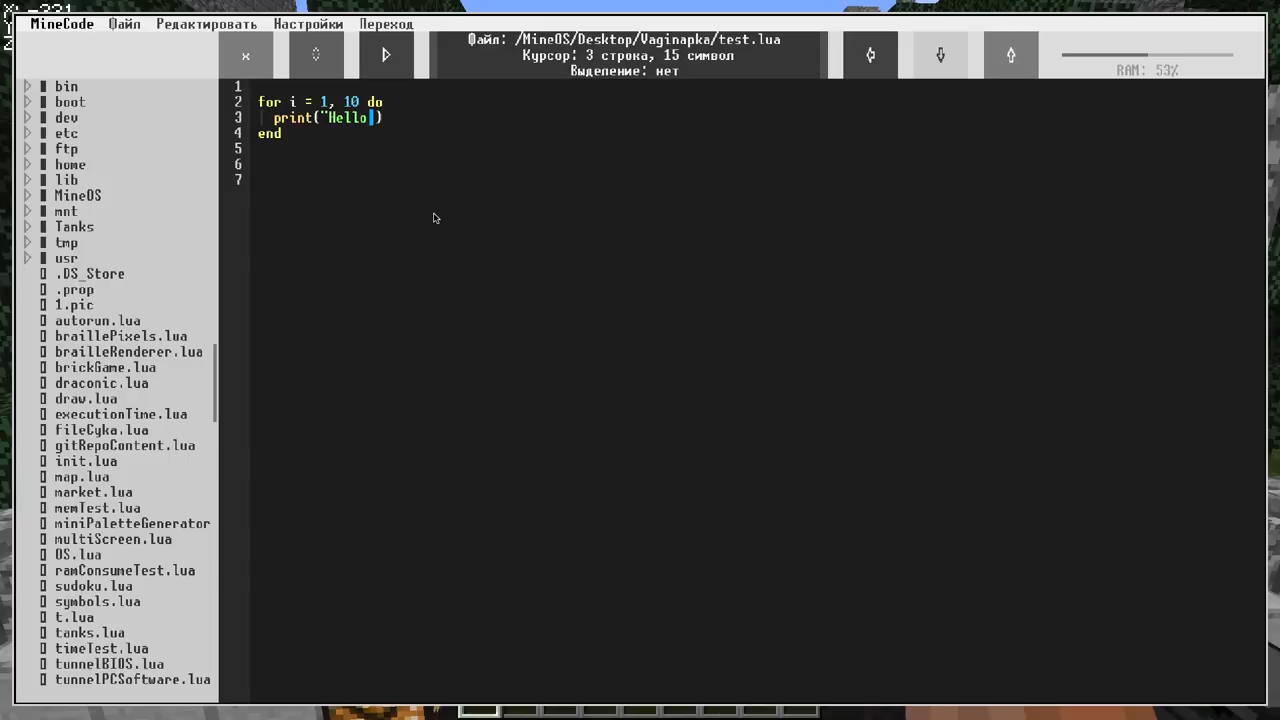 MineCode Файл Редактировать Настройки Переход
Файл: /MineOS/Desktop/Vaginapka/test.lua
Курсор: 3 строка, 15 символ
Выделение: нет
RAM: 53%
bin
boot
dev
etc
ftp
home
lib
MineOS
mnt
Tanks
tmp
usr
.DS_Store
.prop
1.pic
autorun.lua
braillePixels.lua
brailleRenderer.lua
brickGame.lua
draconic.lua
draw.lua
executionTime.lua
fileCyka.lua
gitRepoContent.lua
init.lua
map.lua
market.lua
memTest.lua
miniPaletteGenerator
multiScreen.lua
OS.lua
ramConsumeTest.lua
sudoku.lua
symbols.lua
t.lua
tanks.lua
timeTest.lua
tunnelBIOS.lua
tunnelPCSoftware.lua
1
2 for i = 1, 10 do
3 print("Hello)
4 end
5
6
7